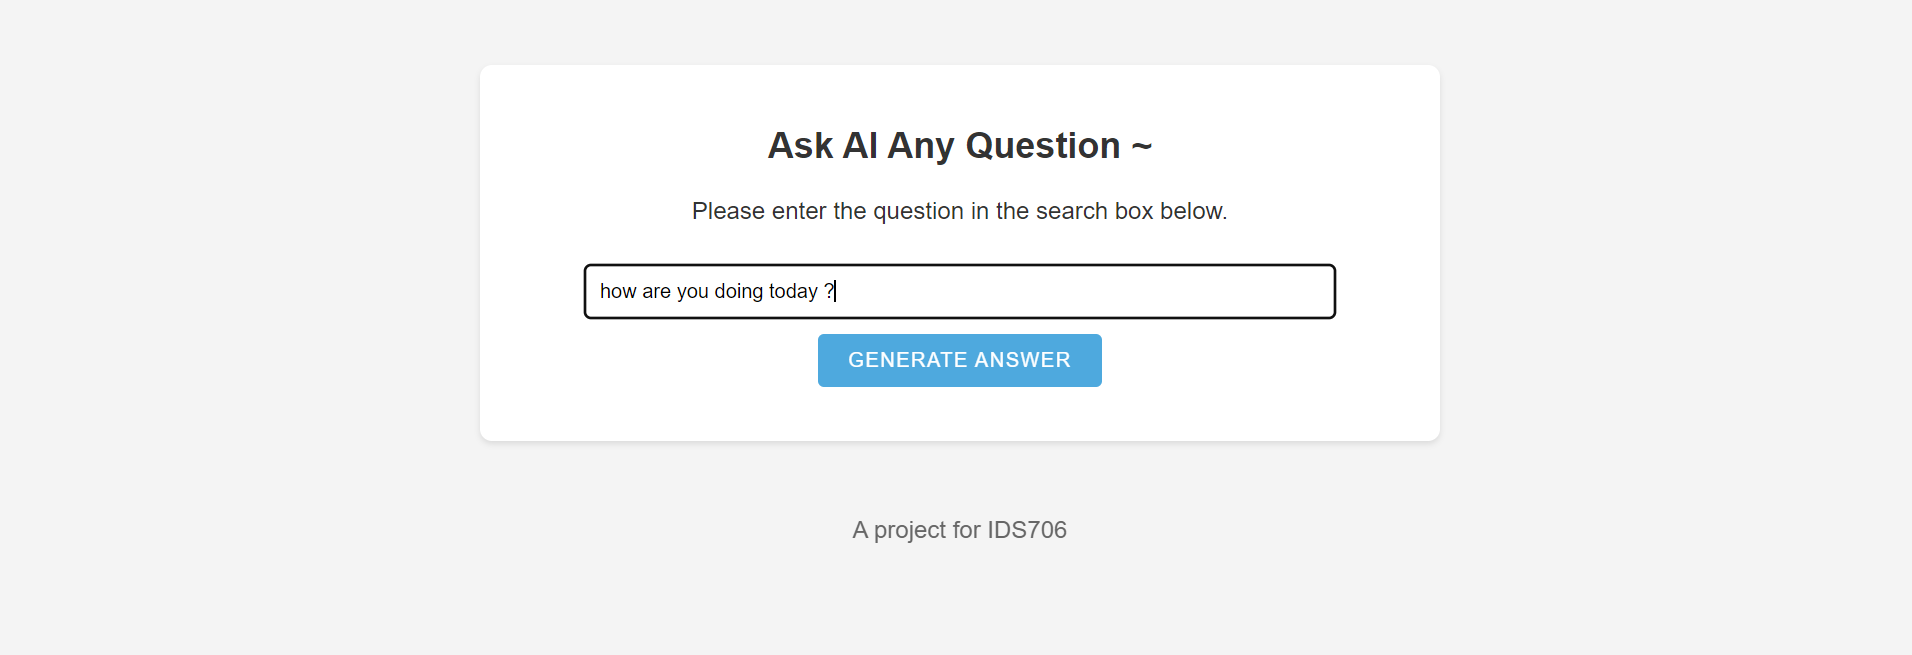 Ask AI Any Question ~
Please enter the question in the search box below.
how are you doing today ?
GENERATE ANSWER
A project for IDS706